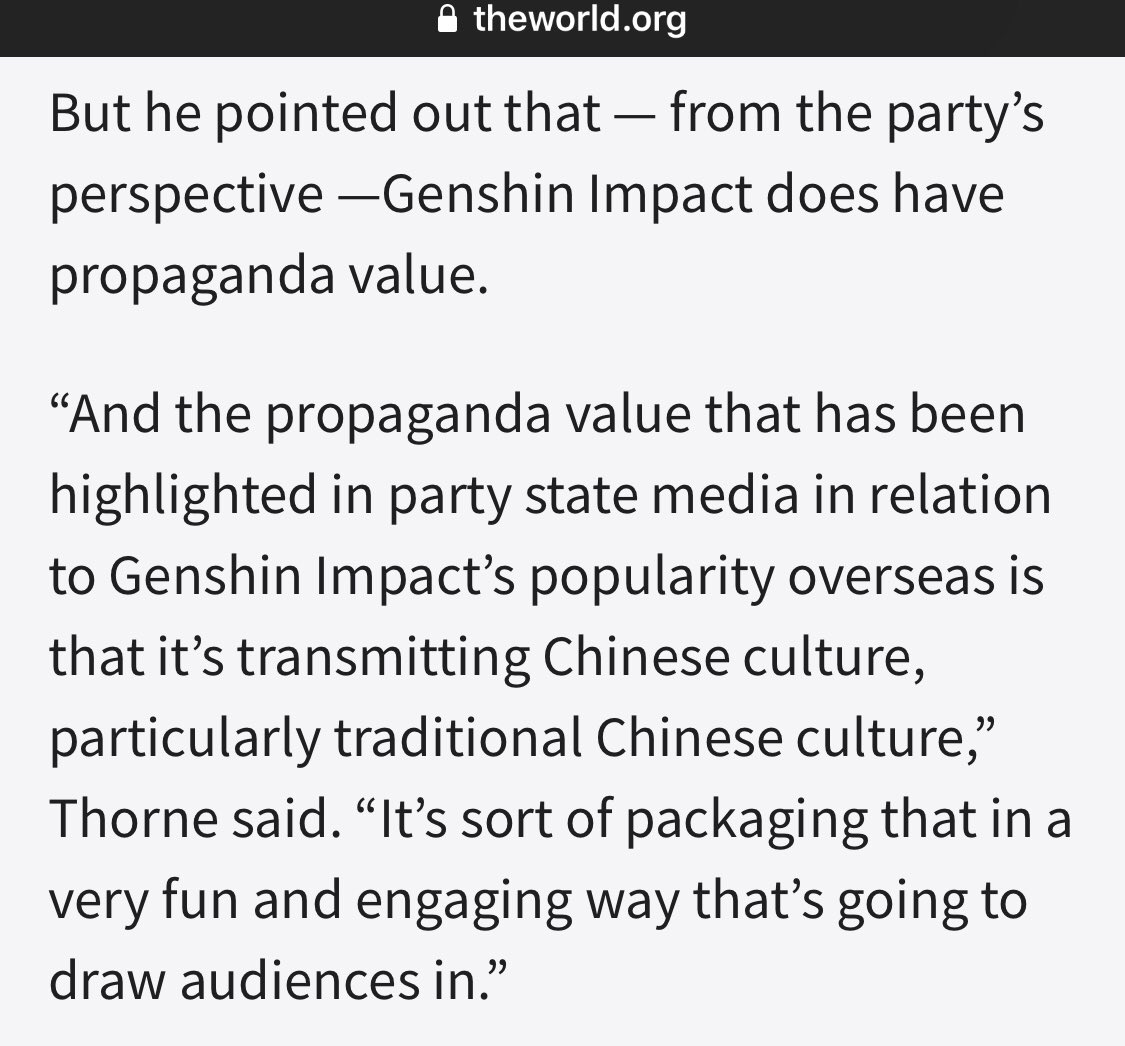 theworld.org
But he pointed out that — from the party’s
perspective —Genshin Impact does have
propaganda value.
“And the propaganda value that has been
highlighted in party state media in relation
to Genshin Impact’s popularity overseas is
that it’s transmitting Chinese culture,
particularly traditional Chinese culture,”
Thorne said. “It’s sort of packaging that in a
very fun and engaging way that’s going to
draw audiences in.”